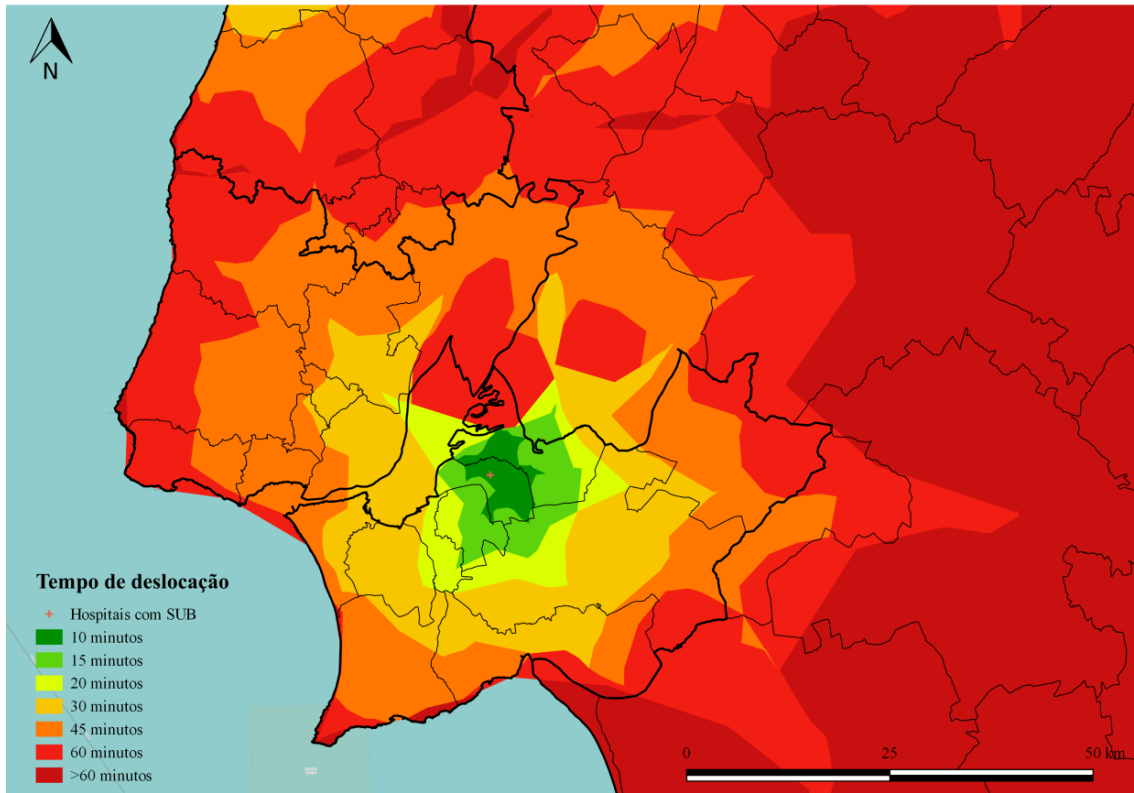 N
Tempo de deslocação
Hospitais com SUB
10 minutos
15 minutos
20 minutos
30 minutos
45 minutos
60 minutos
>60 minutos
0 25 50 km